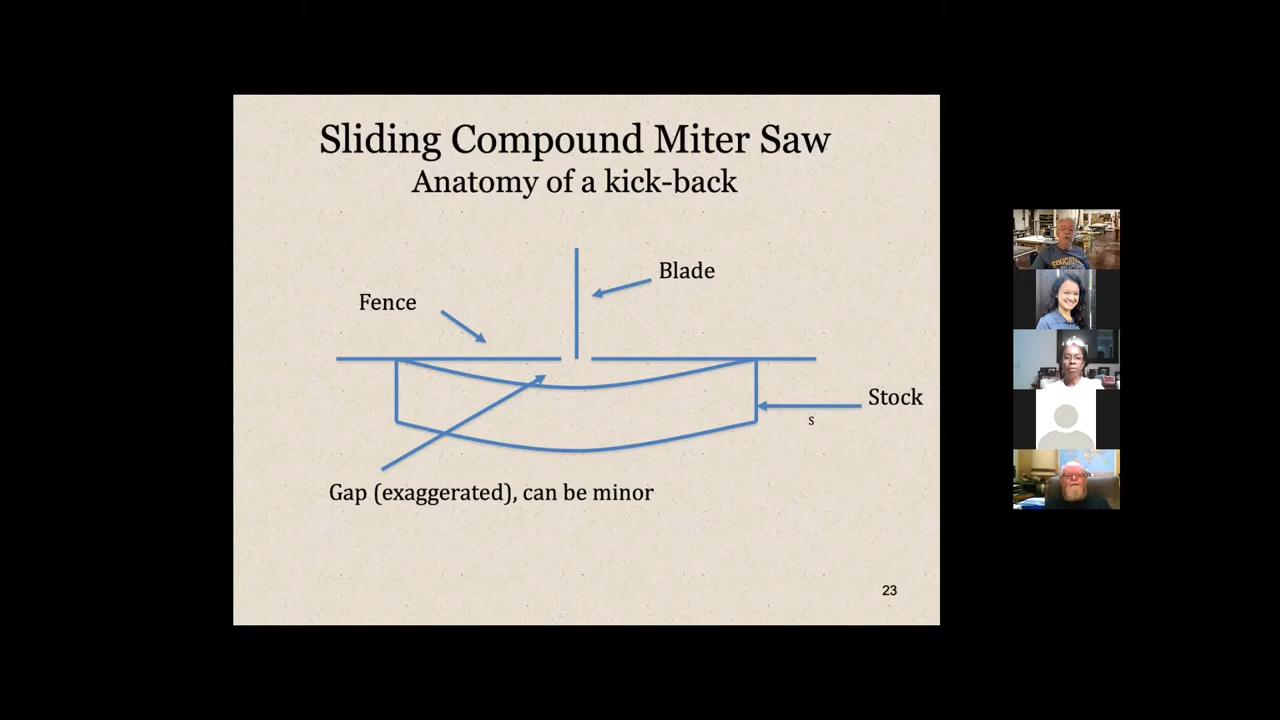 Sliding Compound Miter Saw
Anatomy of a kick-back
Blade
Fence
Stock
s
Gap (exaggerated), can be minor
23